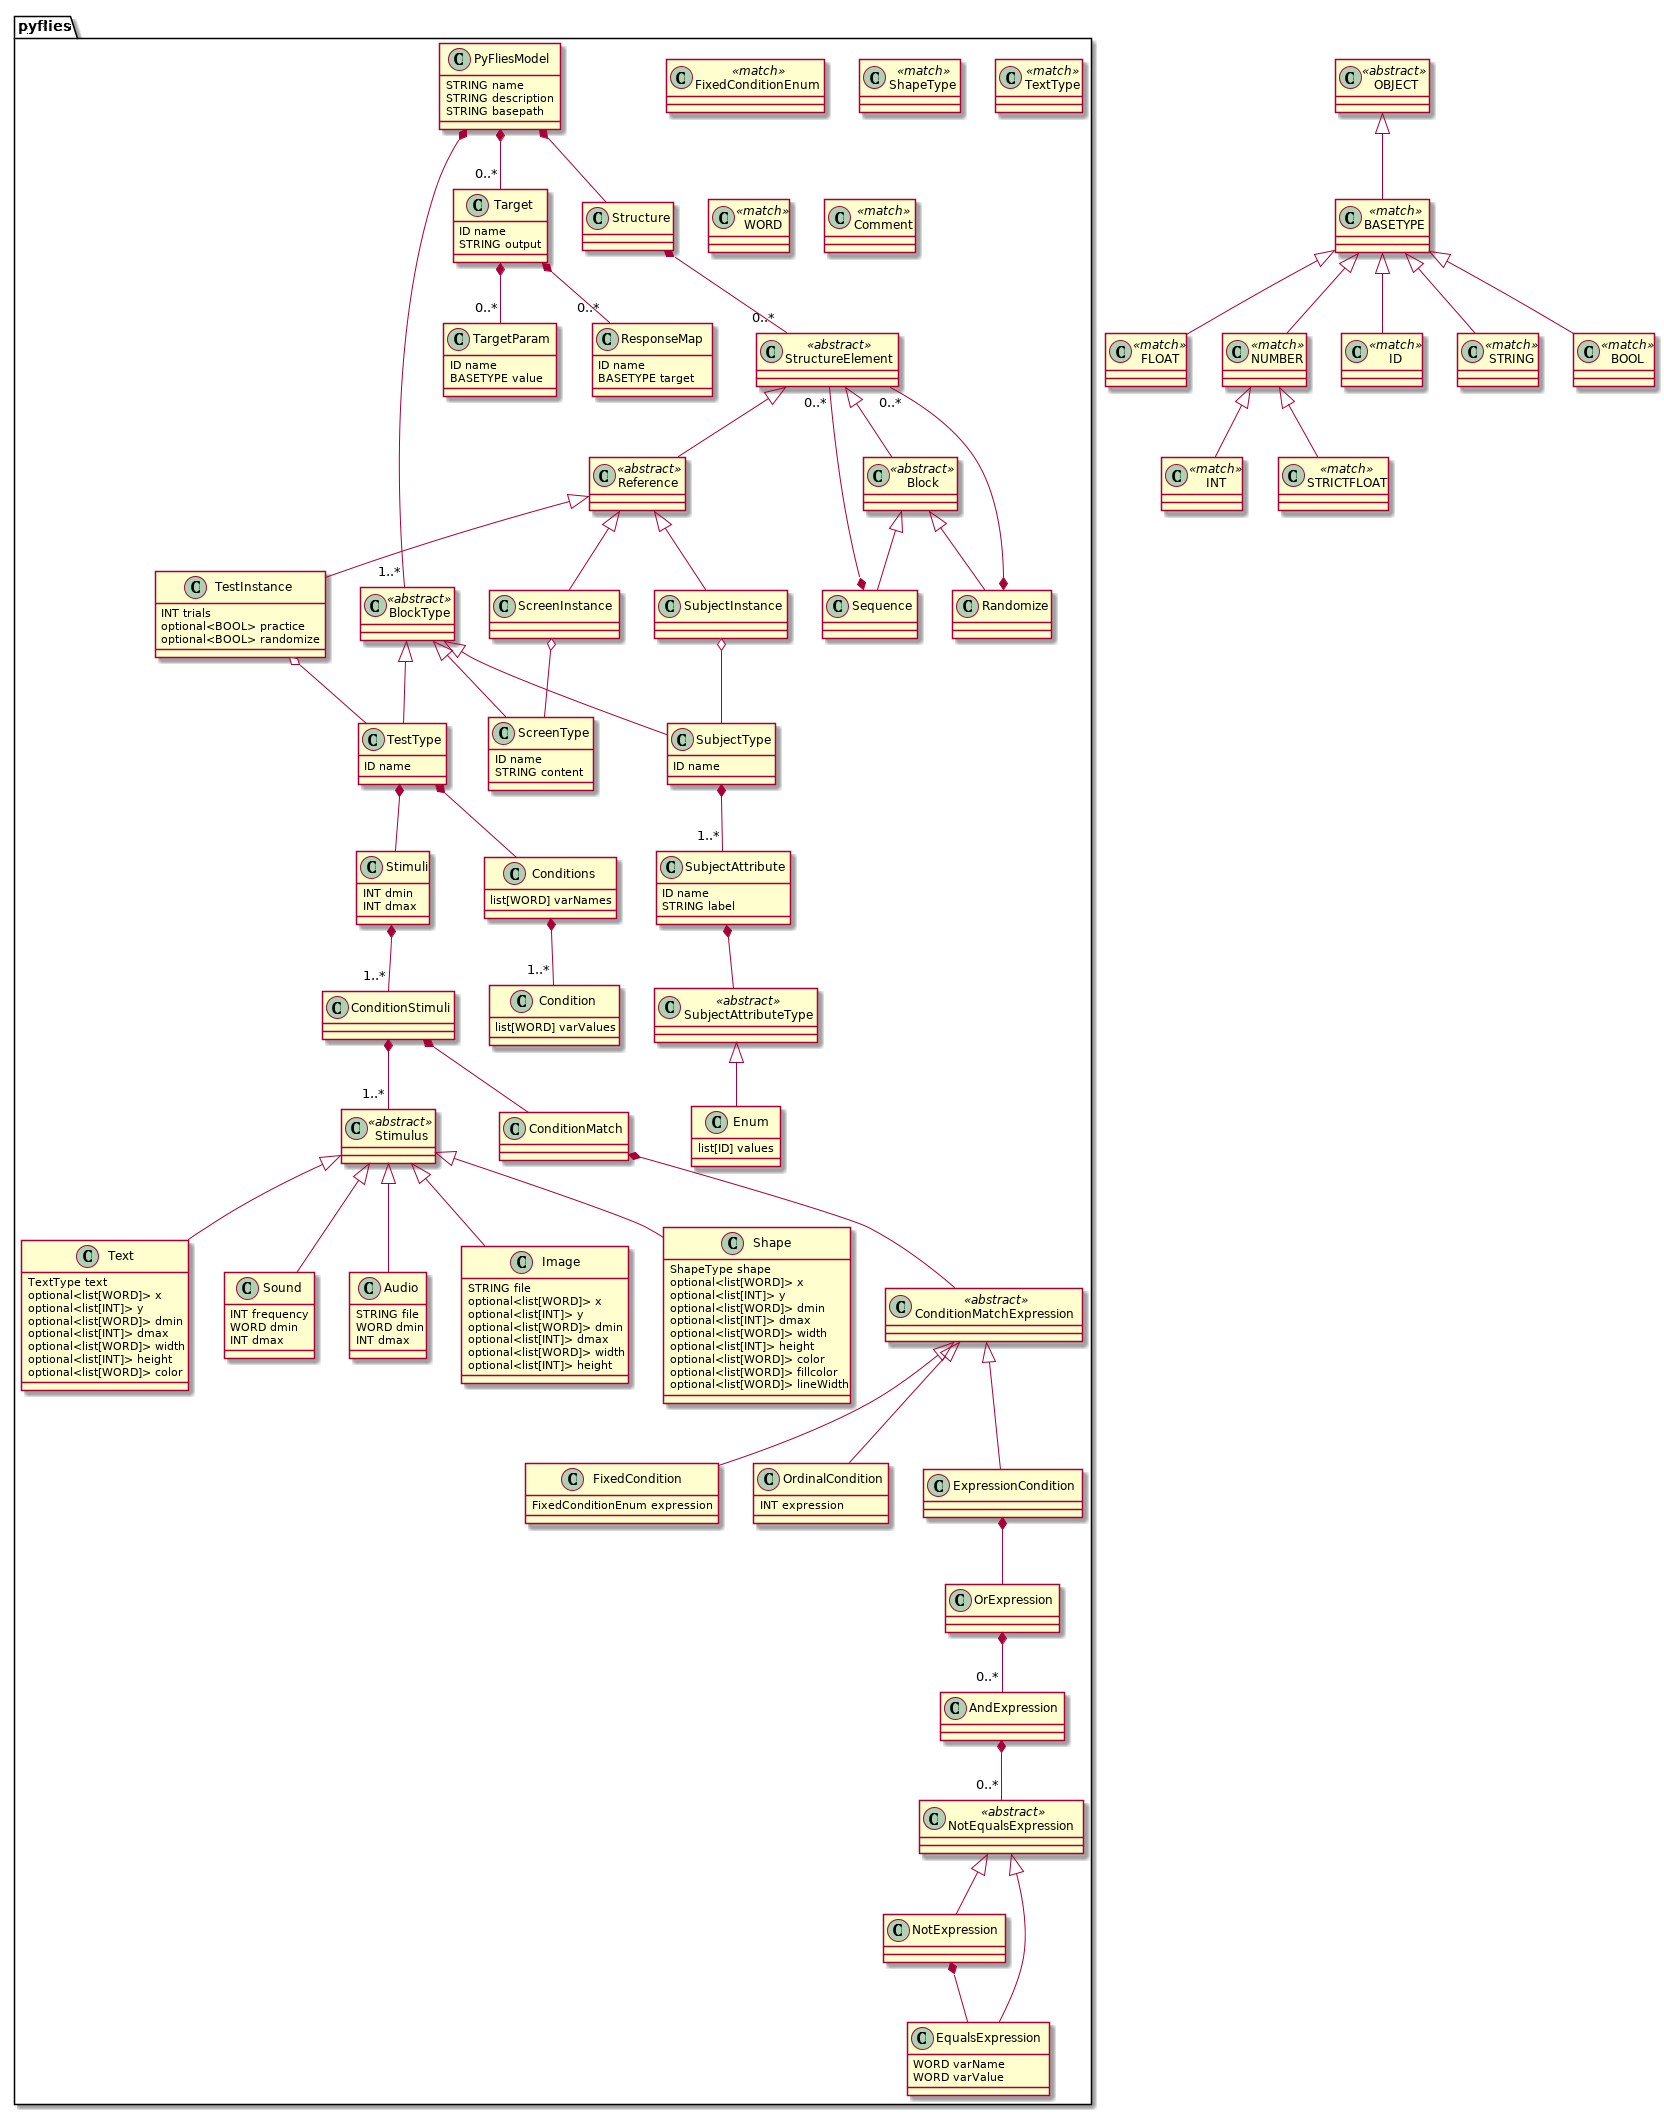 pyflies
C PyFliesModel
STRING name
STRING description
STRING basepath
C «match»
FixedConditionEnum
C «match»
ShapeType
C «match»
TextType
C «abstract»
OBJECT
0..*
C Target
ID name
STRING output
C Structure
C «match»
WORD
C «match»
Comment
C «match»
BASETYPE
0..*
0..*
0..*
C TargetParam
ID name
BASETYPE value
C ResponseMap
ID name
BASETYPE target
C «abstract»
StructureElement
C «match»
FLOAT
C «match»
NUMBER
C «match»
ID
C «match»
STRING
C «match»
BOOL
0..*
0..*
C «abstract»
Reference
C «abstract»
Block
C «match»
INT
C «match»
STRICTFLOAT
1..*
C TestInstance
INT trials
optional<BOOL> practice
optional<BOOL> randomize
C «abstract»
BlockType
C ScreenInstance
C SubjectInstance
C Sequence
C Randomize
C TestType
ID name
C ScreenType
ID name
STRING content
C SubjectType
ID name
1..*
C Stimuli
INT dmin
INT dmax
C Conditions
list[WORD] varNames
C SubjectAttribute
ID name
STRING label
1..*
1..*
C ConditionStimuli
C Condition
list[WORD] varValues
C «abstract»
SubjectAttributeType
1..*
C «abstract»
Stimulus
C ConditionMatch
C Enum
list[ID] values
C Text
TextType text
optional<list[WORD]> x
optional<list[INT]> y
optional<list[WORD]> dmin
optional<list[INT]> dmax
optional<list[WORD]> width
optional<list[INT]> height
optional<list[WORD]> color
C Sound
INT frequency
WORD dmin
INT dmax
C Audio
STRING file
WORD dmin
INT dmax
C Image
STRING file
optional<list[WORD]> x
optional<list[INT]> y
optional<list[WORD]> dmin
optional<list[INT]> dmax
optional<list[WORD]> width
optional<list[INT]> height
C Shape
ShapeType shape
optional<list[WORD]> x
optional<list[INT]> y
optional<list[WORD]> dmin
optional<list[INT]> dmax
optional<list[WORD]> width
optional<list[INT]> height
optional<list[WORD]> color
optional<list[WORD]> fillcolor
optional<list[WORD]> lineWidth
C «abstract»
ConditionMatchExpression
C FixedCondition
FixedConditionEnum expression
C OrdinalCondition
INT expression
C ExpressionCondition
C OrExpression
0..*
C AndExpression
0..*
C «abstract»
NotEqualsExpression
C NotExpression
C EqualsExpression
WORD varName
WORD varValue